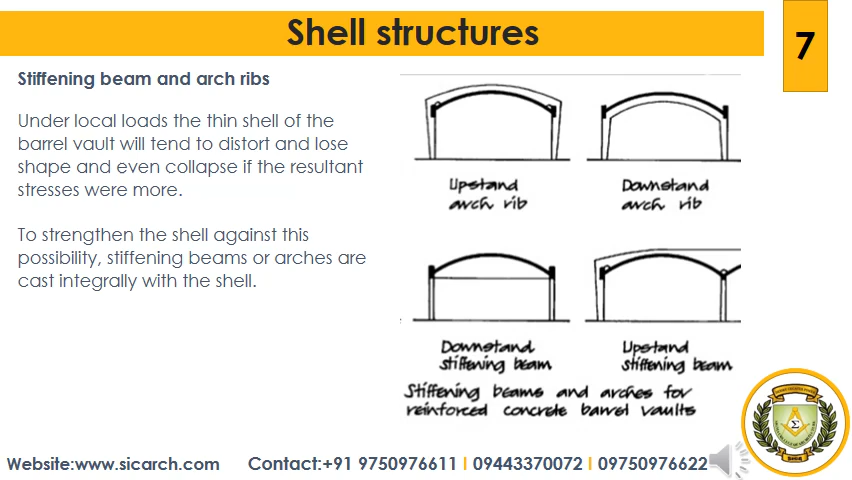 Shell structures
7
Stiffening beam and arch ribs
Under local loads the thin shell of the
barrel vault will tend to distort and lose
shape and even collapse if the resultant
stresses were more.
To strengthen the shell against this
possibility, stiffening beams or arches are
cast integrally with the shell.
Upstand
arch rib
Downstand
arch rib
Downstand
stiffening beam
Upstand
stiffening beam
Stiffening beams and arches for
reinforced concrete barrel vaults
Website:www.sicarch.com
Contact:+91 9750976611 I 09443370072 I 09750976622